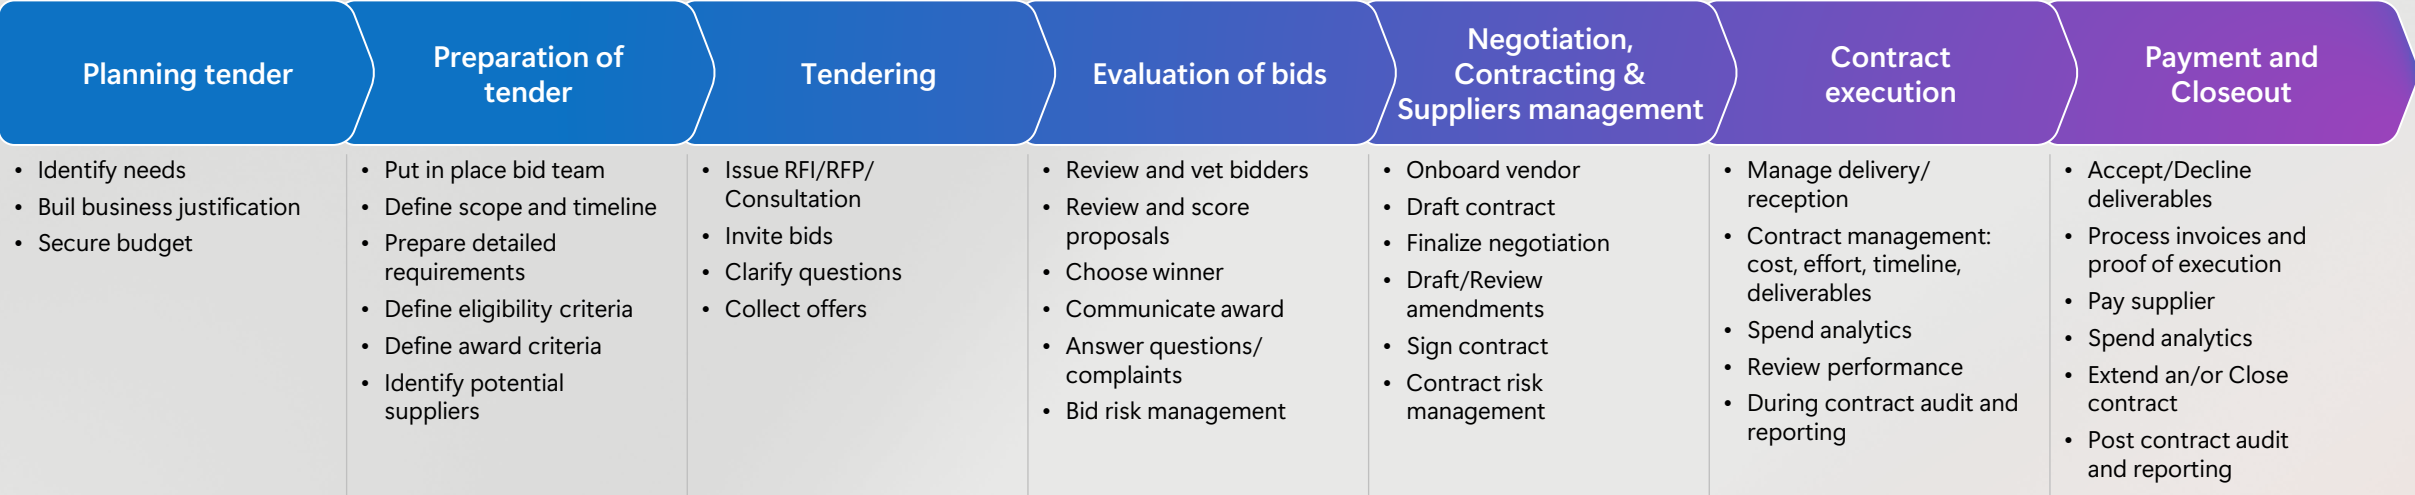 Planning tender
Preparation of
tender
Tendering
Evaluation of bids
Negotiation,
Contracting &
Suppliers management
Contract
execution
Payment and
Closeout
• Identify needs
• Buil business justification
• Secure budget
• Put in place bid team
• Define scope and timeline
• Prepare detailed
requirements
• Define eligibility criteria
• Define award criteria
• Identify potential
suppliers
• Issue RFI/RFP/
Consultation
• Invite bids
• Clarify questions
• Collect offers
• Review and vet bidders
• Review and score
proposals
• Choose winner
• Communicate award
• Answer questions/
complaints
• Bid risk management
• Onboard vendor
• Draft contract
• Finalize negotiation
• Draft/Review
amendments
• Sign contract
• Contract risk
management
• Manage delivery/
reception
• Contract management:
cost, effort, timeline,
deliverables
• Spend analytics
• Review performance
• During contract audit and
reporting
• Accept/Decline
deliverables
• Process invoices and
proof of execution
• Pay supplier
• Spend analytics
• Extend an/or Close
contract
• Post contract audit
and reporting